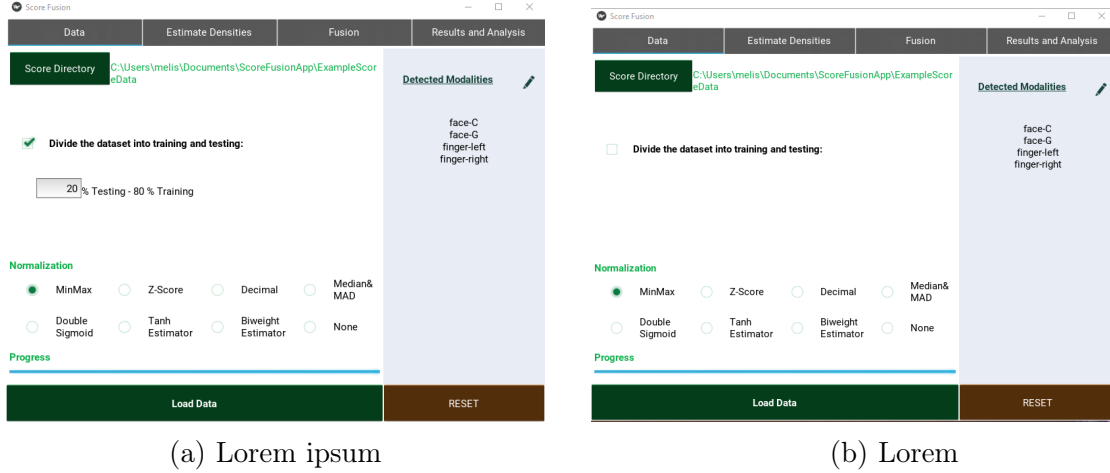 Score Fusion
Data Estimate Densities Fusion Results and Analysis
Score Directory
C:\Users\melis\Documents\ScoreFusionApp\ExampleScor
eData
Detected Modalities
face-C
face-G
finger-left
finger-right
Divide the dataset into training and testing:
20 % Testing - 80 % Training
Normalization
MinMax Z-Score Decimal Median&
MAD
Double
Sigmoid
Tanh
Estimator
Biweight
Estimator
None
Progress
Load Data RESET
(a) Lorem ipsum
Score Fusion
Data Estimate Densities Fusion Results and Analysis
Score Directory
C:\Users\melis\Documents\ScoreFusionApp\ExampleScor
eData
Detected Modalities
face-C
face-G
finger-left
finger-right
Divide the dataset into training and testing:
Normalization
MinMax Z-Score Decimal Median&
MAD
Double
Sigmoid
Tanh
Estimator
Biweight
Estimator
None
Progress
Load Data RESET
(b) Lorem